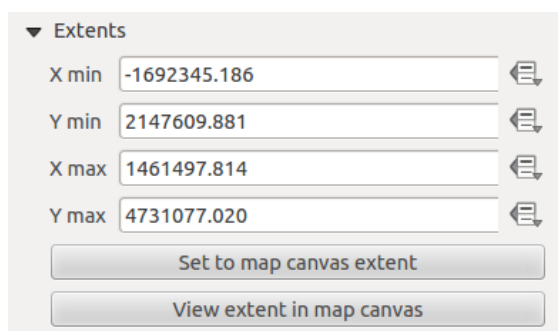 Extents
X min -1692345.186
Y min 2147609.881
X max 1461497.814
Y max 4731077.020
Set to map canvas extent
View extent in map canvas